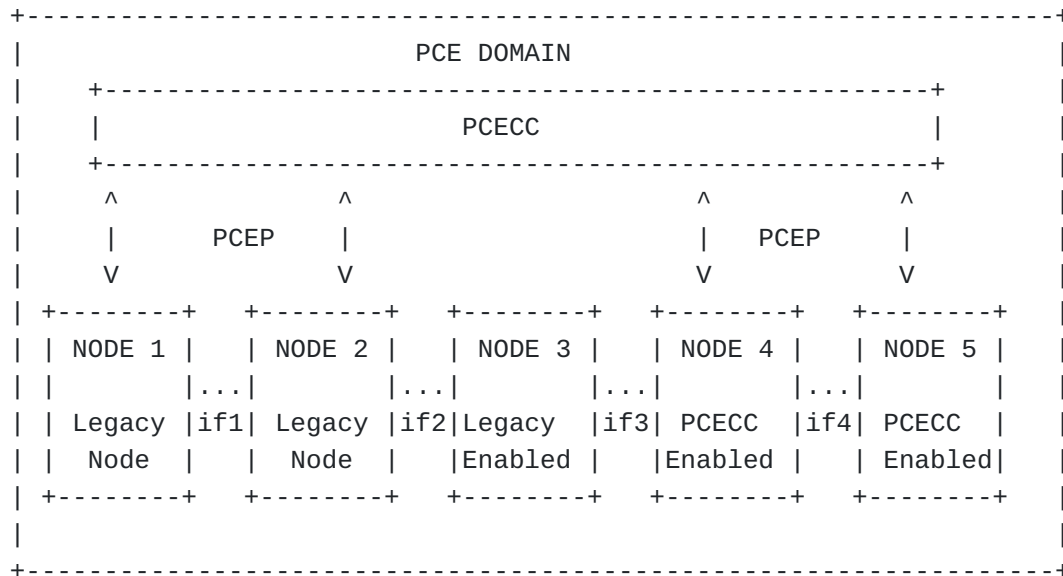 +------------------------------------------------------------------+
|                         PCE DOMAIN                               |
|    +-----------------------------------------------------+       |
|    |                       PCECC                         |       |
|    +-----------------------------------------------------+       |
|     ^              ^                      ^            ^         |
|     |      PCEP    |                      |   PCEP     |         |
|     V              V                      V            V         |
| +--------+   +--------+   +--------+   +--------+   +--------+   |
| | NODE 1 |   | NODE 2 |   | NODE 3 |   | NODE 4 |   | NODE 5 |   |
| |        |...|        |...|        |...|        |...|        |   |
| | Legacy |if1| Legacy |if2|Legacy  |if3| PCECC  |if4| PCECC  |   |
| |  Node  |   |  Node  |   |Enabled |   |Enabled |   | Enabled|   |
| +--------+   +--------+   +--------+   +--------+   +--------+   |
|                                                                  |
+------------------------------------------------------------------+